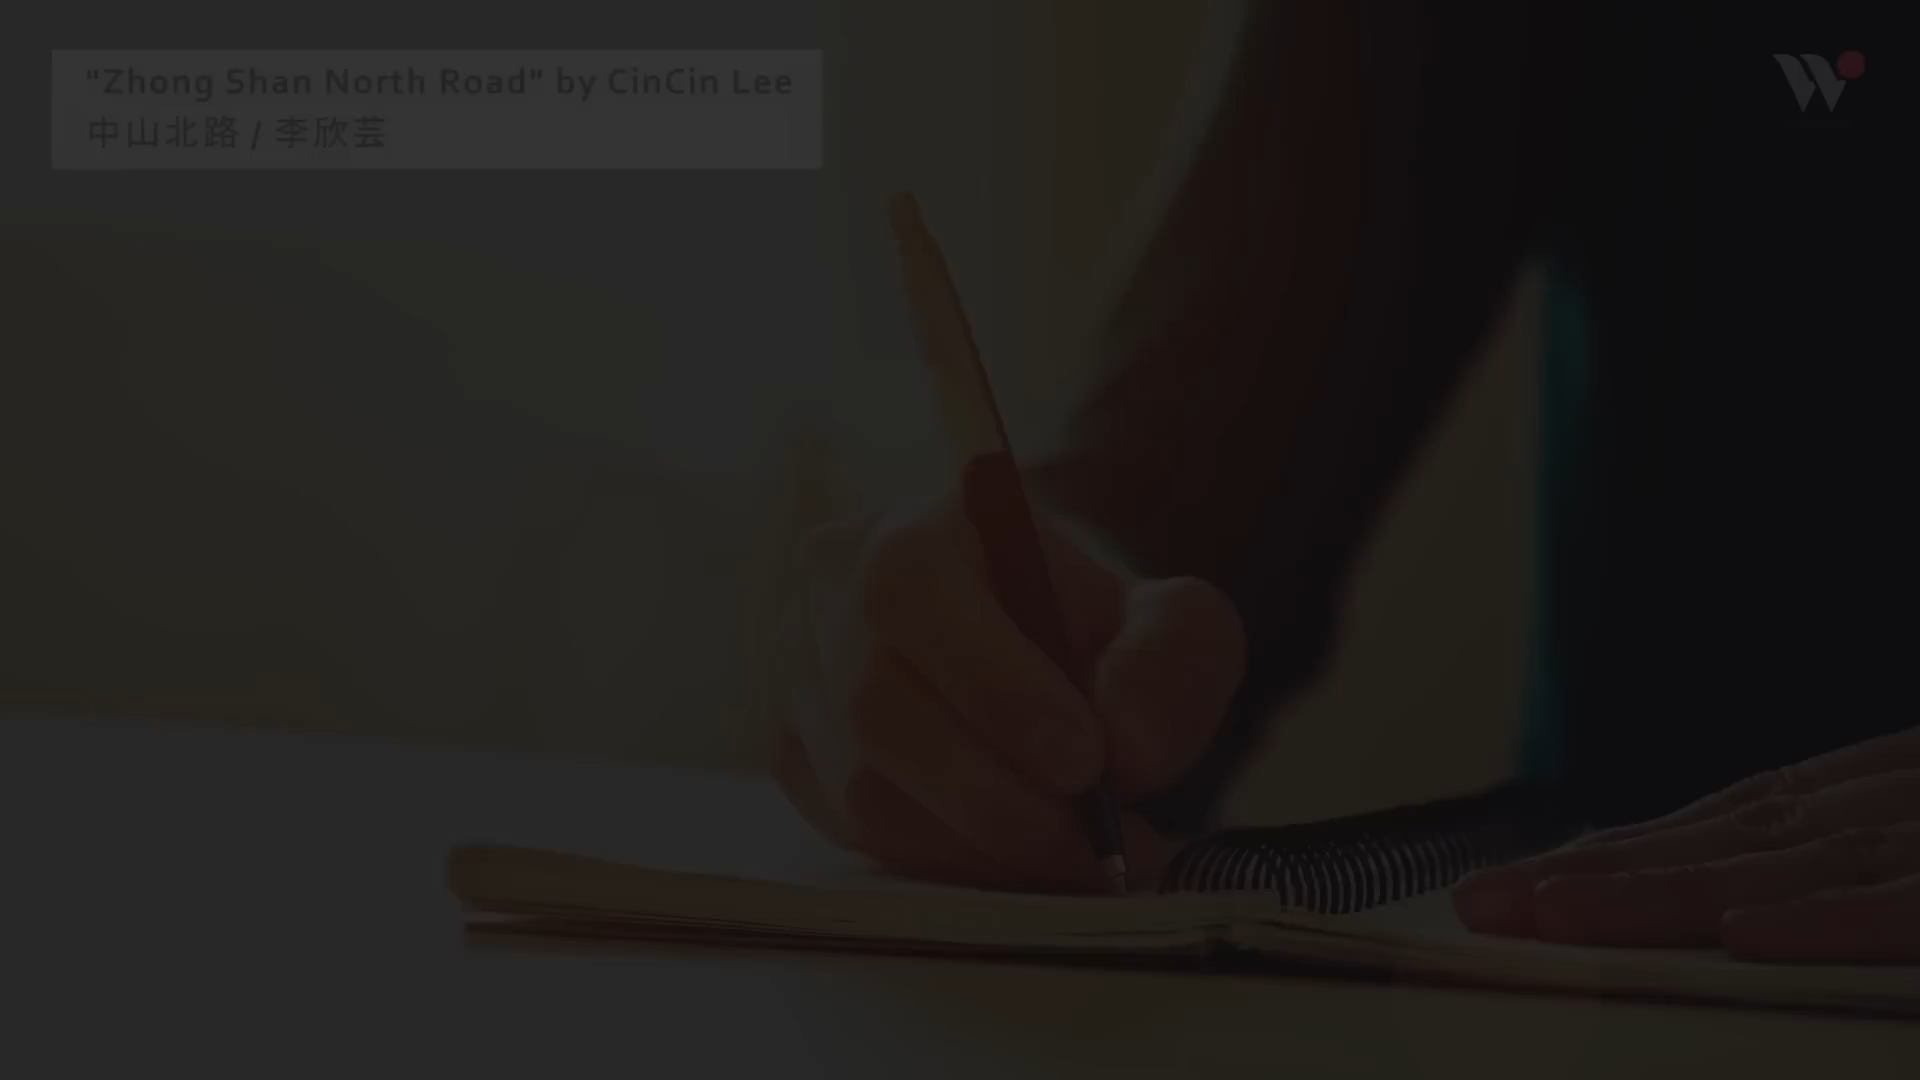 "Zhong Shan North Road" by CinCin Lee
中山北路 / 李欣芸